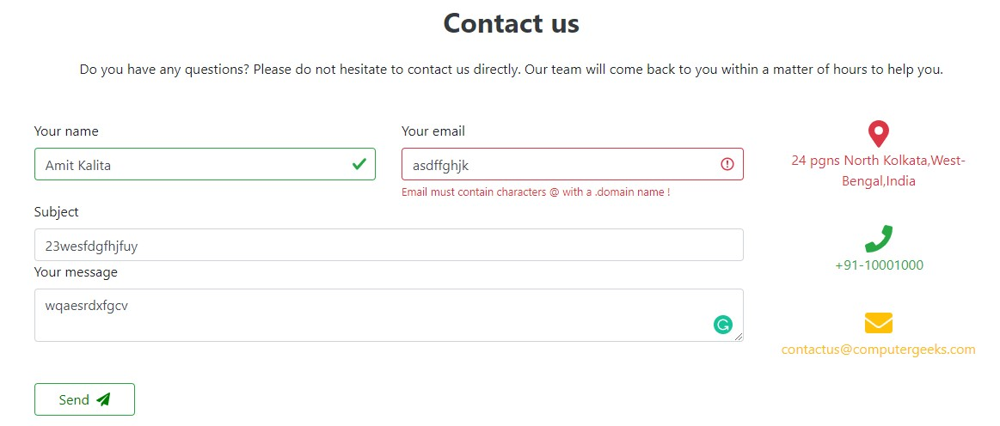 Contact us
Do you have any questions? Please do not hesitate to contact us directly. Our team will come back to you within a matter of hours to help you.
Your name
Amit Kalita
Your email
asdffghjk
Email must contain characters @ with a .domain name !
Subject
23wesfdgfhjfuy
Your message
wqaesrdxfgcv
Send
24 pgns North Kolkata,West-
Bengal,India
+91-10001000
contactus@computergeeks.com